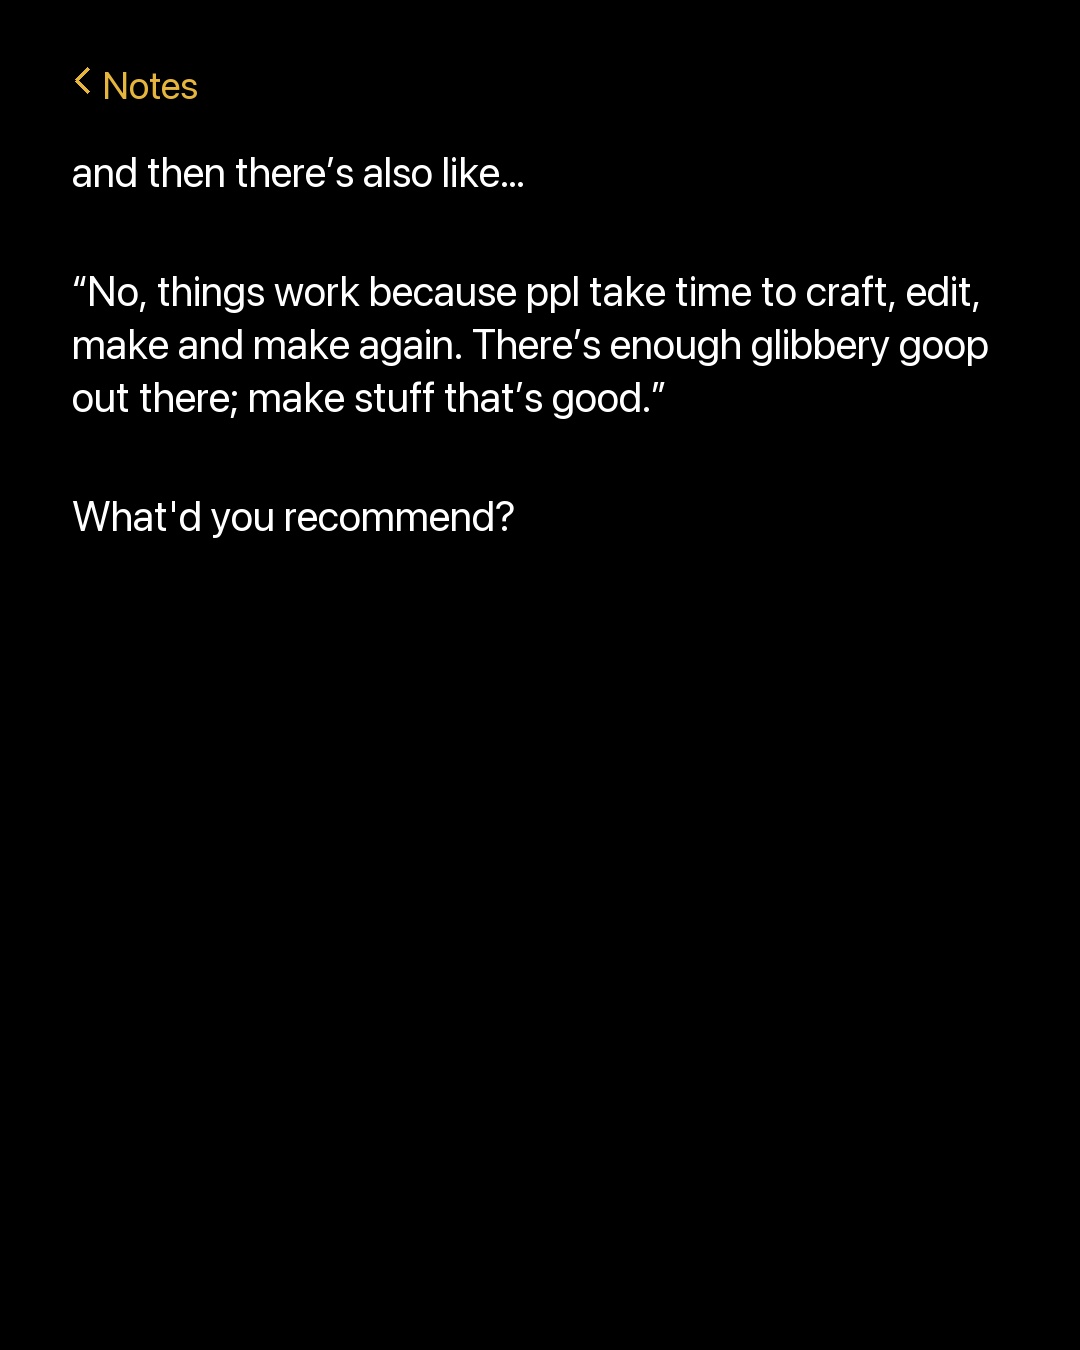 Notes
and then there’s also like…
“No, things work because ppl take time to craft, edit,
make and make again. There’s enough glibbery goop
out there; make stuff that’s good.”
What'd you recommend?